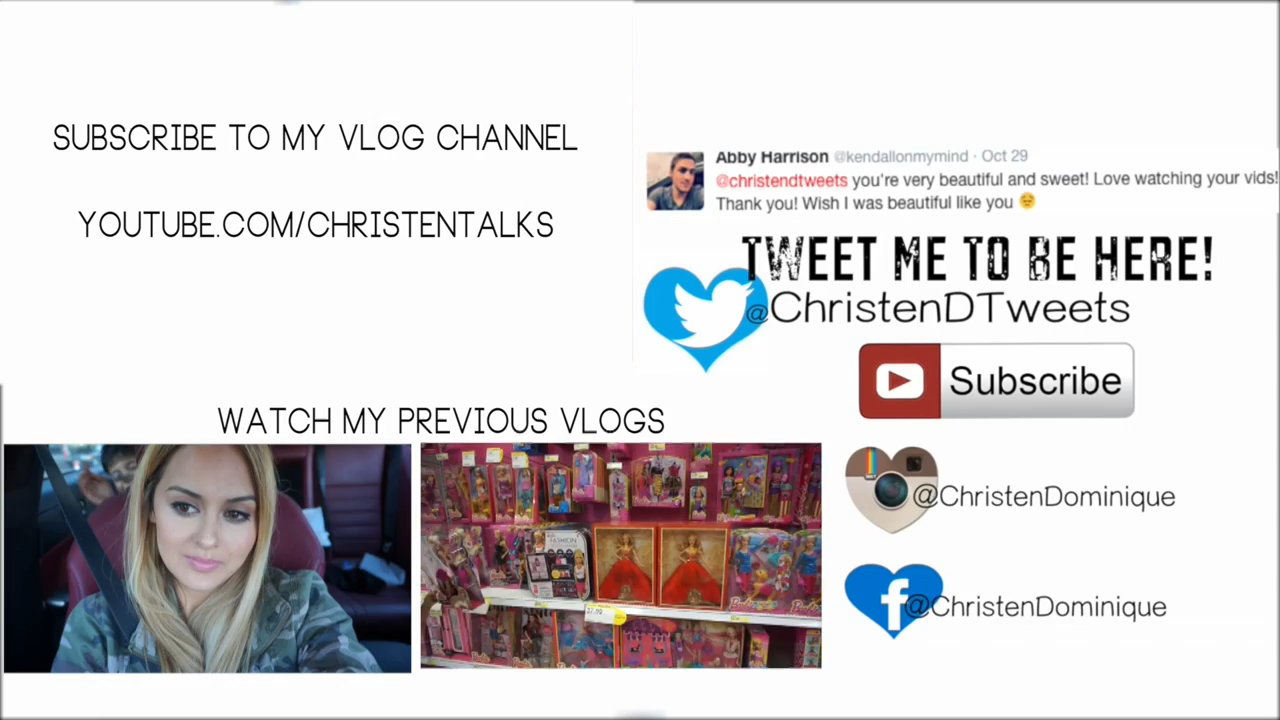 SUBSCRIBE TO MY VLOG CHANNEL
YOUTUBE.COM/CHRISTENTALKS
Abby Harrison @kendallonmymind · Oct 29
@christendtweets you're very beautiful and sweet! Love watching your vids!
Thank you! Wish I was beautiful like you
TWEET ME TO BE HERE!
@ChristenDTweets
Subscribe
WATCH MY PREVIOUS VLOGS
FASHION
Barbie
@ChristenDominique
f @ChristenDominique